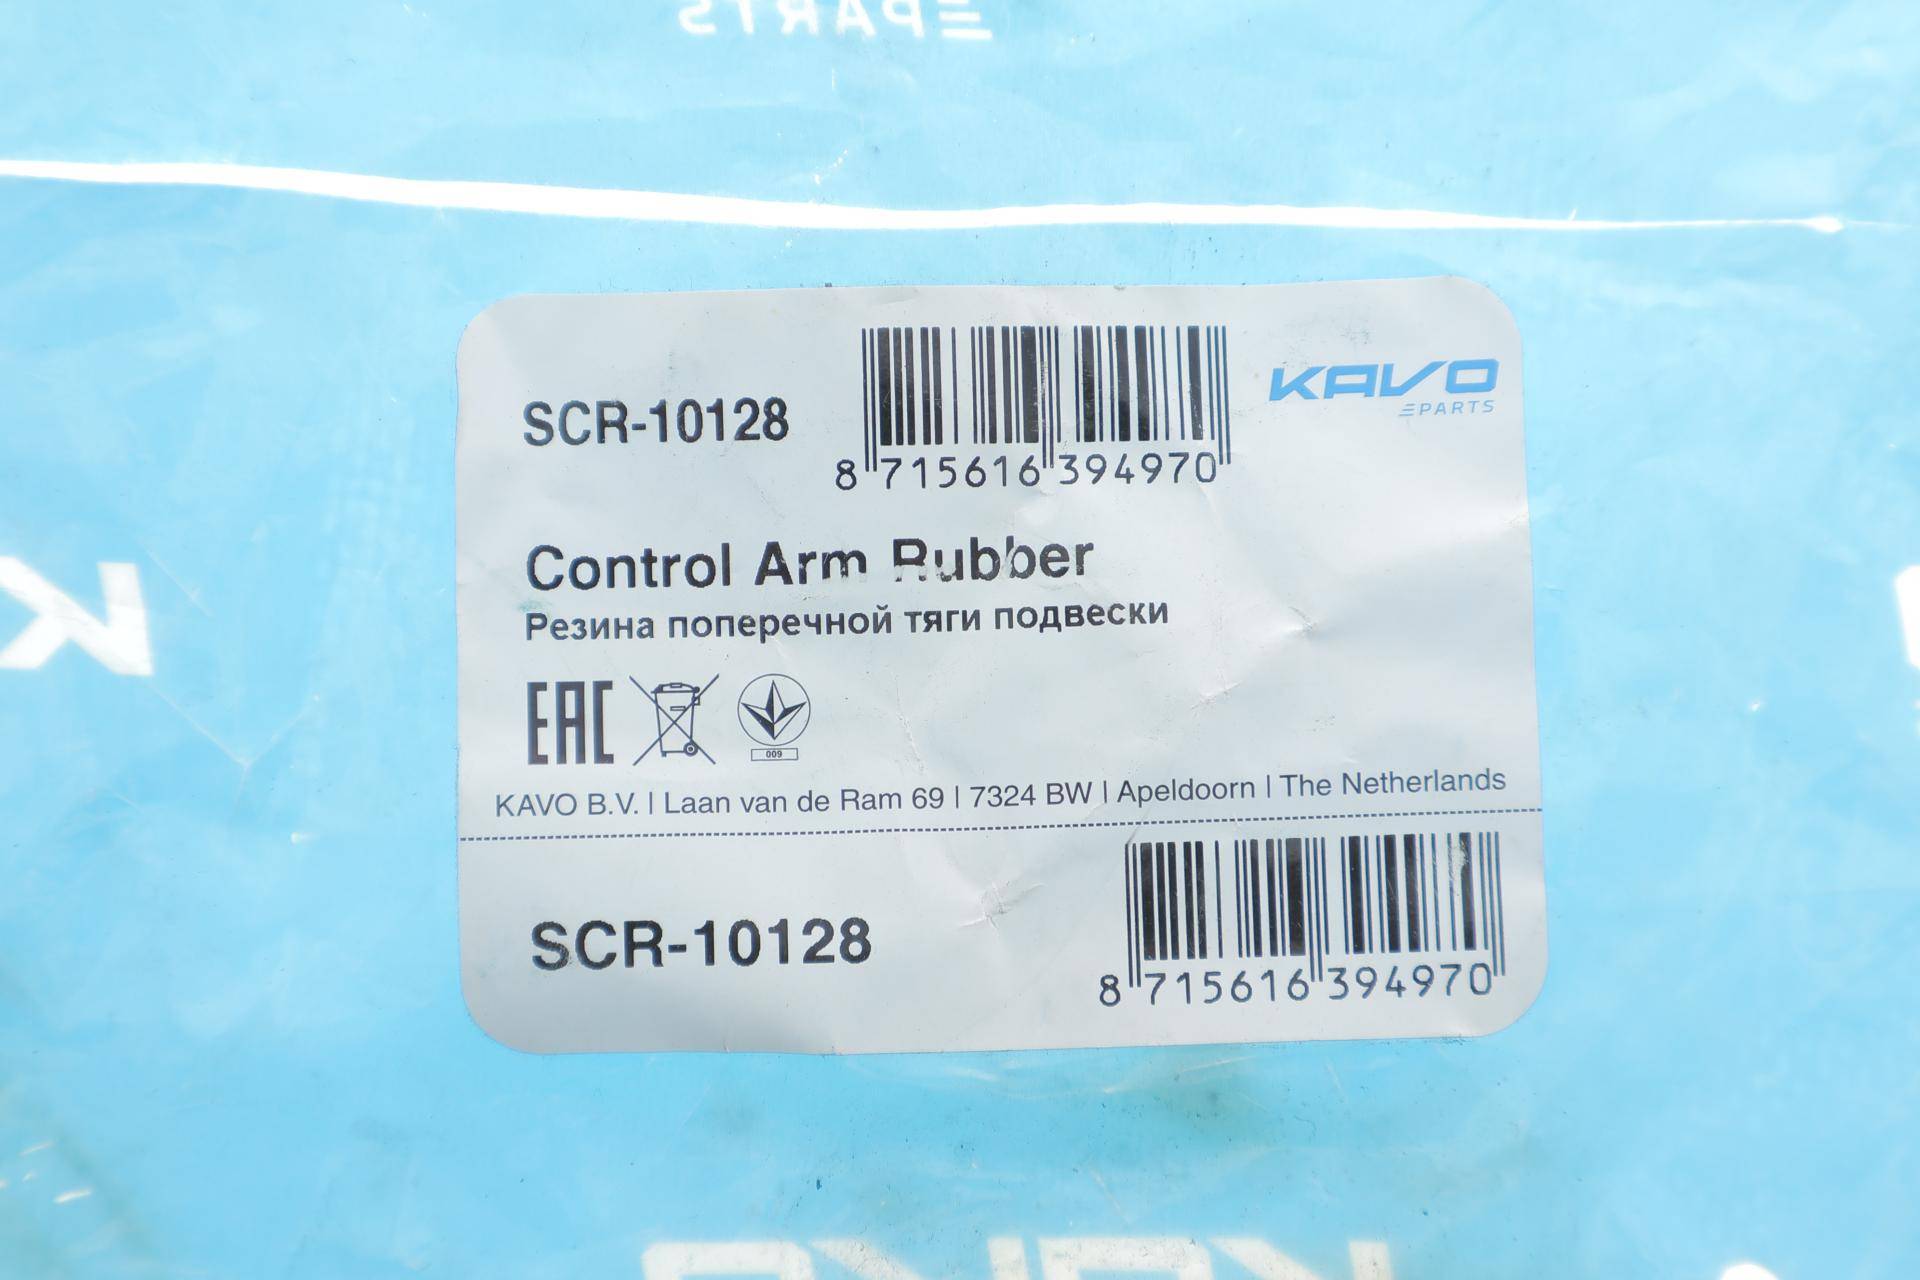 PARTS
SCR-10128
8 715616 394970
KAVO
PARTS
Control Arm Rubber
Резина поперечной тяги подвески
EAC
009
KAVO B.V. | Laan van de Ram 69 | 7324 BW | Apeldoorn | The Netherlands
SCR-10128
8 715616 394970